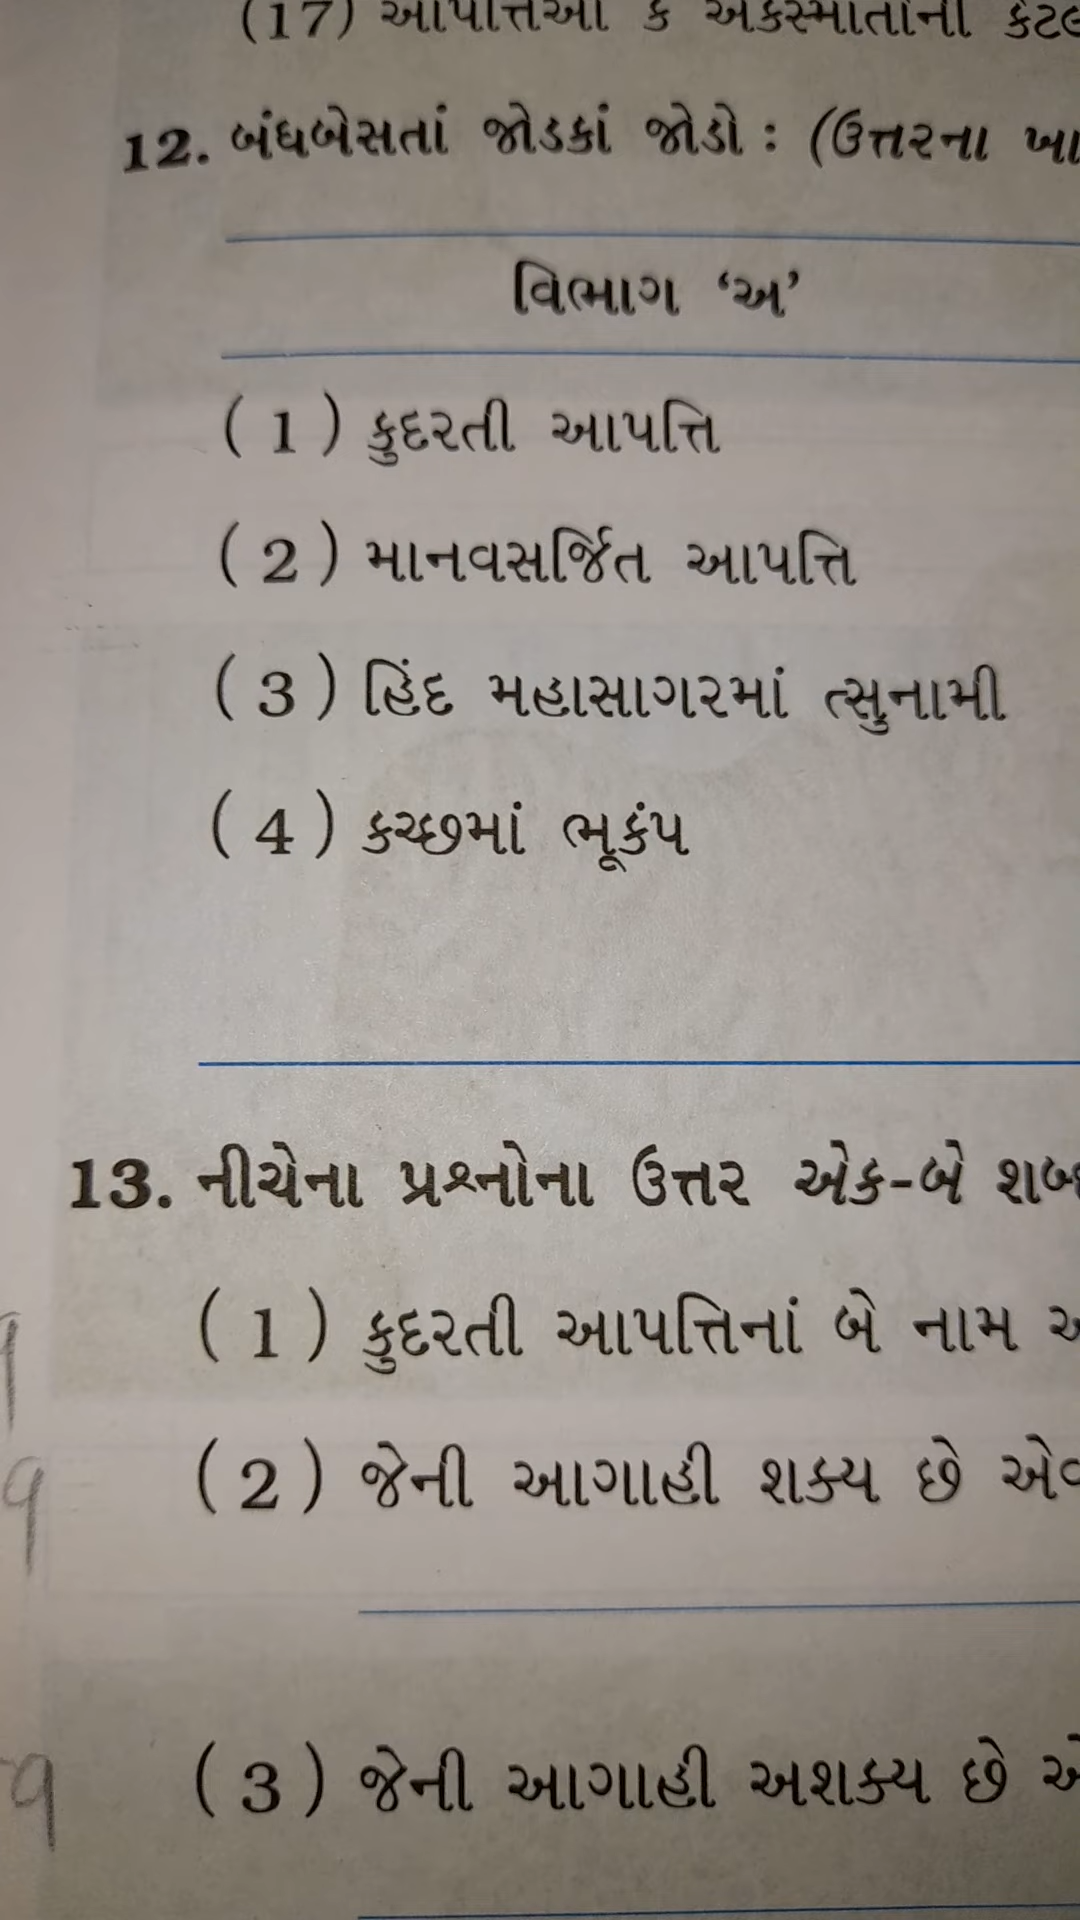 (17) આપત્તિઓ કે અકસ્માતોની
12. બંધબેસતાં જોડકાં જોડો : (ઉત્તરના
વિભાગ ‘અ’
(1) કુદરતી આપત્તિ
(2) માનવસર્જિત આપત્તિ
(3) હિંદ મહાસાગરમાં ત્સુનામી
(4) કચ્છમાં ભૂકંપ
13. નીચેના પ્રશ્નોના ઉત્તર એક-બે
(1) કુદરતી આપત્તિનાં બે નામ
(2) જેની આગાહી શક્ય છે
(3) જેની આગાહી અશક્ય છે